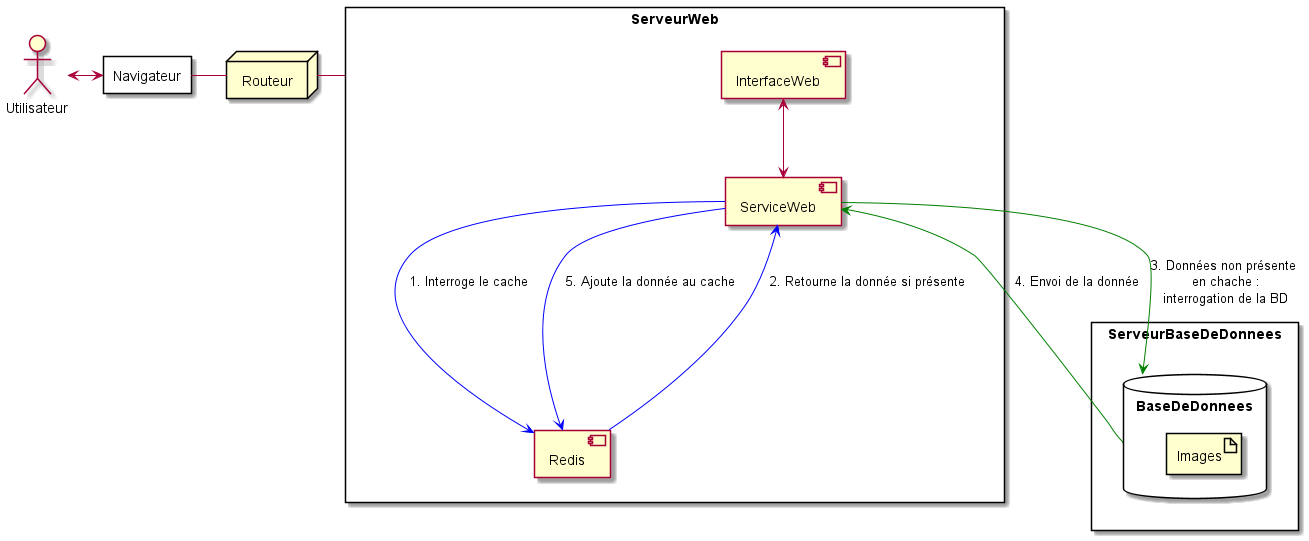 ServeurWeb
InterfaceWeb
Navigateur
Routeur
Utilisateur
ServiceWeb
1. Interroge le cache
5. Ajoute la donnée au cache
2. Retourne la donnée si présente
4. Envoi de la donnée
3. Données non présente
en chache :
interrogation de la BD
ServeurBaseDeDonnees
BaseDeDonnees
Images
Redis